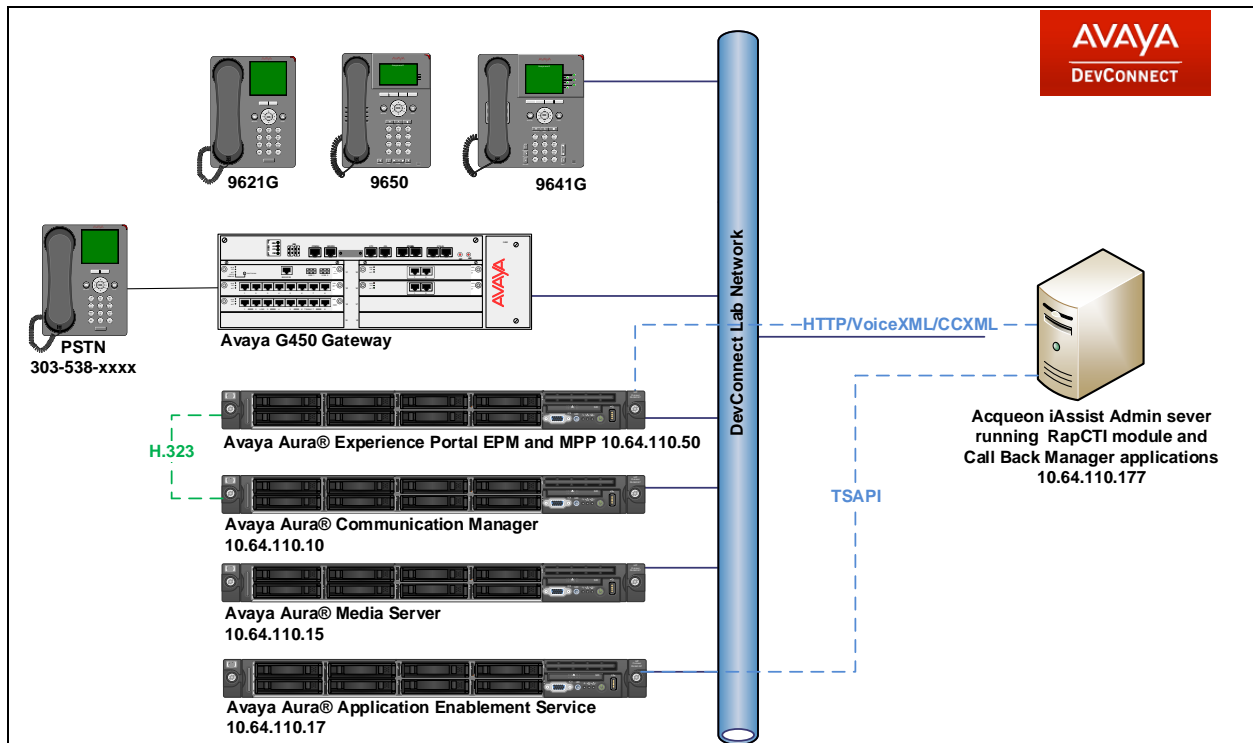 AVAYA
DEVCONNECT
9621G
9650
9641G
DevConnect Lab Network
AVAYA
PSTN
303-538-xxxx
Avaya G450 Gateway
HTTP/VoiceXML/CCXML
Avaya Aura® Experience Portal EPM and MPP 10.64.110.50
H.323
Acqueon iAssist Admin sever
running RapCTI module and
Call Back Manager applications
10.64.110.177
Avaya Aura® Communication Manager
10.64.110.10
TSAPI
Avaya Aura® Media Server
10.64.110.15
Avaya Aura® Application Enablement Service
10.64.110.17